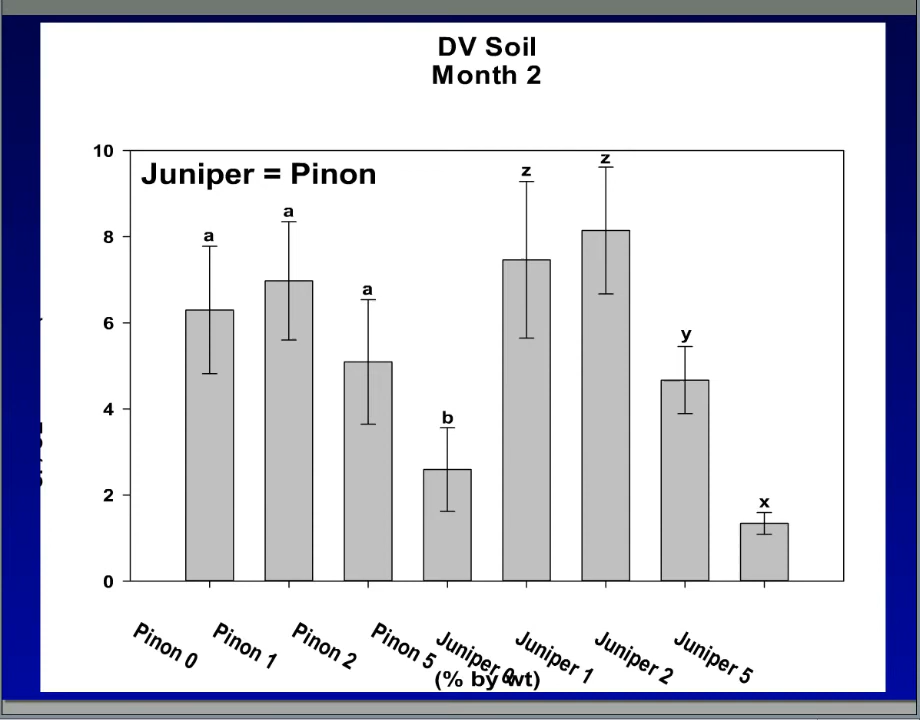 DV Soil
Month 2
Juniper = Pinon
10
8
6
4
2
0
a
a
a
b
z
z
y
x
Pinon 0
Pinon 1
Pinon 2
Pinon 5
Juniper 0
Juniper 1
Juniper 2
Juniper 5
(% by wt)